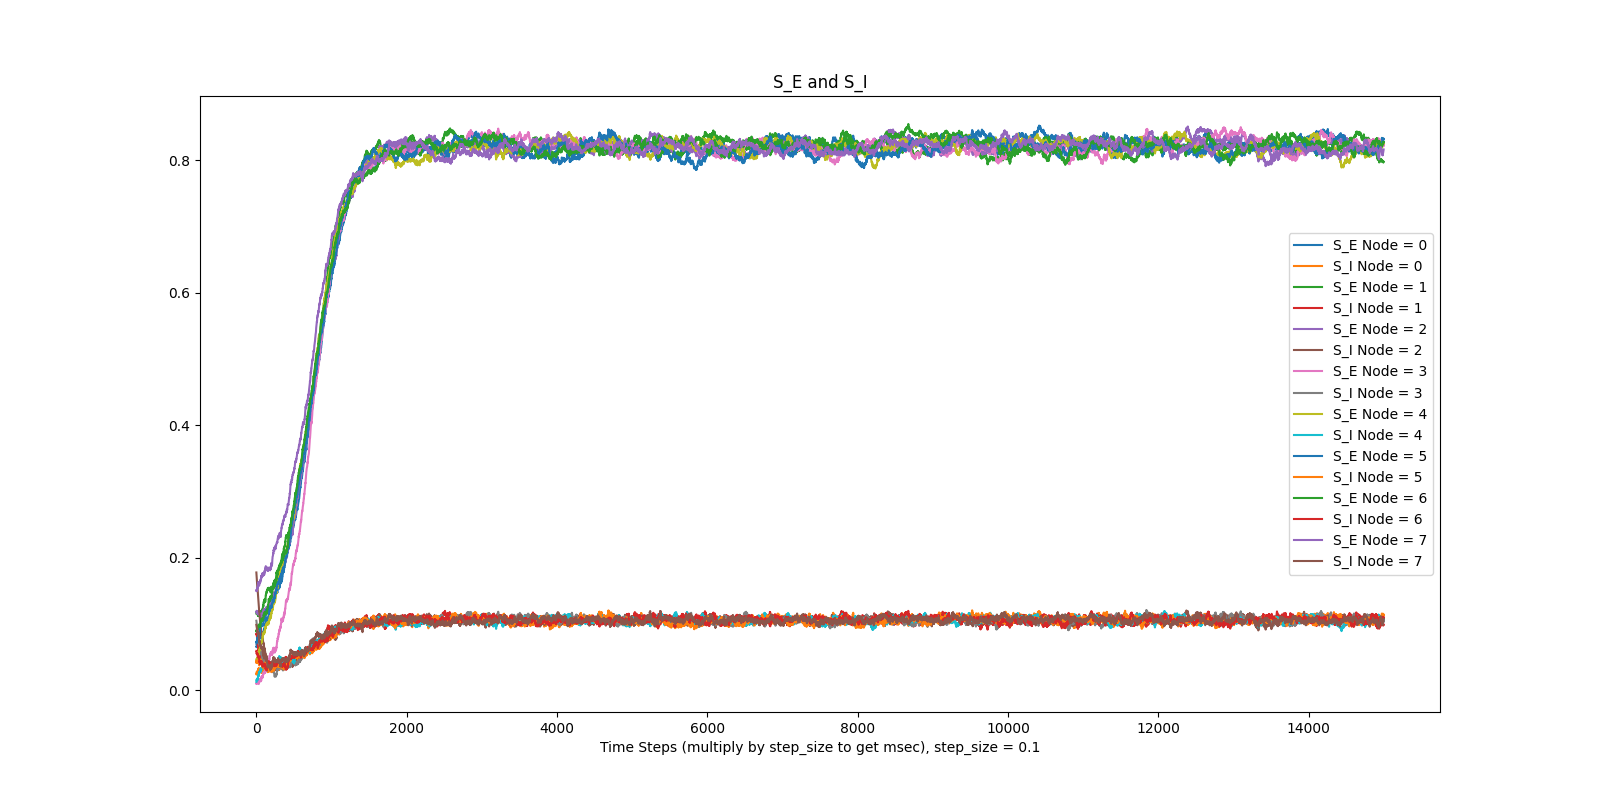 S_E and S_I
0.8
0.6
0.4
0.2
0.0
S_E Node = 0
S_I Node = 0
S_E Node = 1
S_I Node = 1
S_E Node = 2
S_I Node = 2
S_E Node = 3
S_I Node = 3
S_E Node = 4
S_I Node = 4
S_E Node = 5
S_I Node = 5
S_E Node = 6
S_I Node = 6
S_E Node = 7
S_I Node = 7
0 2000 4000 6000 8000 10000 12000 14000
Time Steps (multiply by step_size to get msec), step_size = 0.1